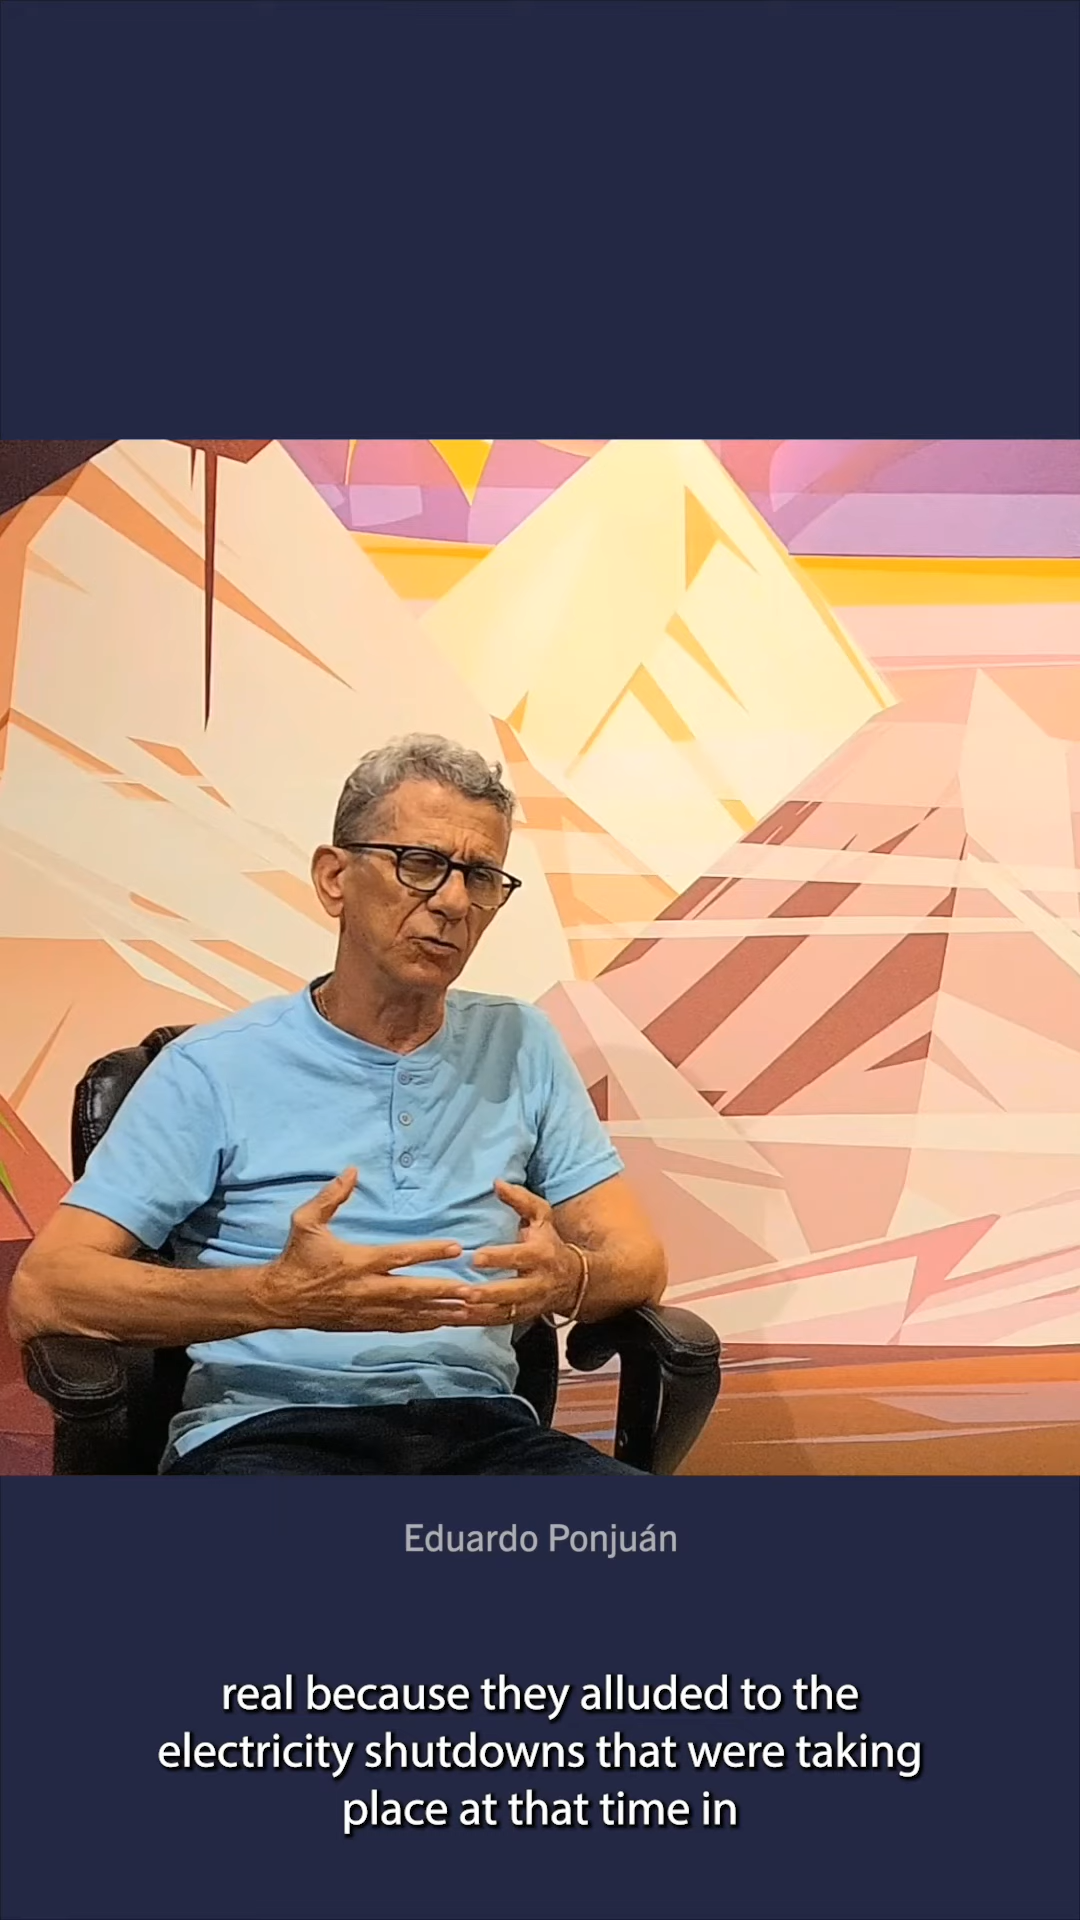 Eduardo Ponjuán
real because they alluded to the
electricity shutdowns that were taking
place at that time in